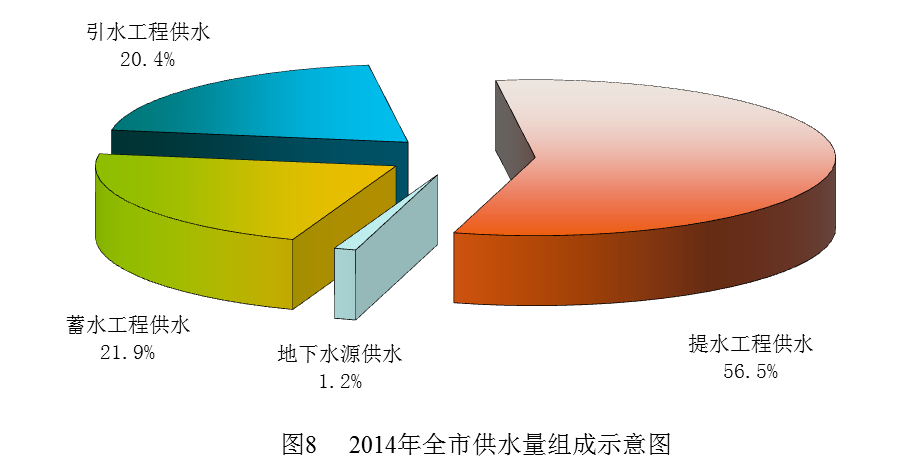 引水工程供水
20.4%
蓄水工程供水
21.9%
地下水源供水
1.2%
提水工程供水
56.5%
图8 2014年全市供水量组成示意图